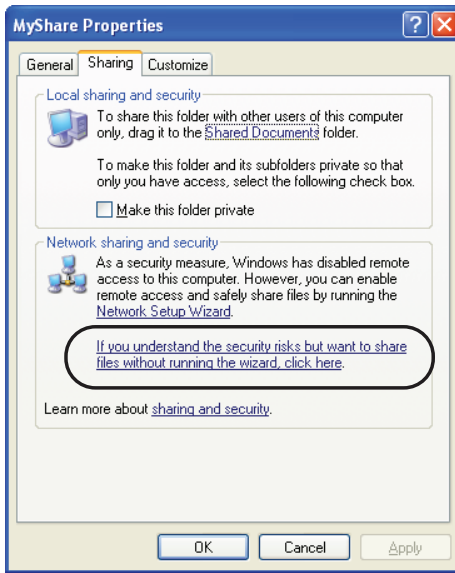 MyShare Properties
General Sharing Customize
Local sharing and security
To share this folder with other users of this computer
only, drag it to the Shared Documents folder.
To make this folder and its subfolders private so that
only you have access, select the following check box.
Make this folder private
Network sharing and security
As a security measure, Windows has disabled remote
access to this computer. However, you can enable
remote access and safely share files by running the
Network Setup Wizard.
If you understand the security risks but want to share
files without running the wizard, click here.
Learn more about sharing and security.
OK Cancel Apply